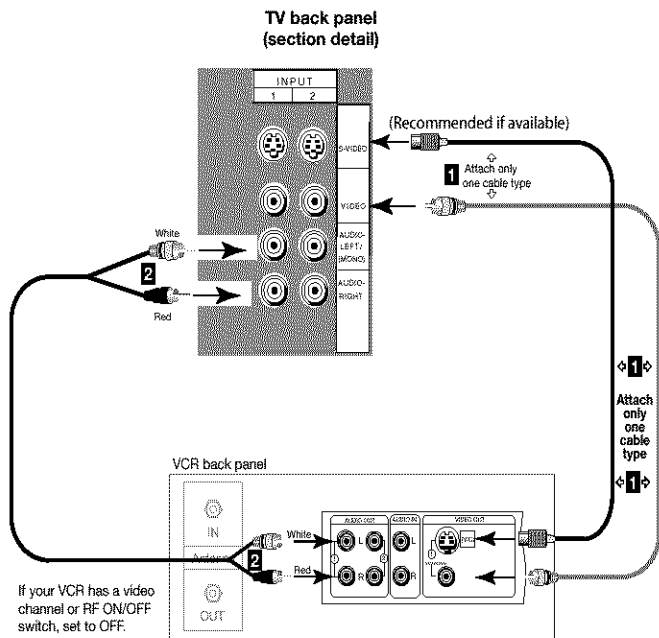 TV back panel
(section detail)
INPUT
1 2
(Recommended if available)
S-VIDEO
1 Attach only
one cable type
VIDEO
White
AUDIO-
LEFT/
(MONO)
2
AUDIO-
RIGHT
Red
1
Attach
only
one
cable
type
1
VCR back panel
IN
AUDIO OUT
AUDIO IN
VIDEO OUT
White
L
L
1
2
1
2
Red
R
R
OUT
If your VCR has a video
channel or RF ON/OFF
switch, set to OFF.